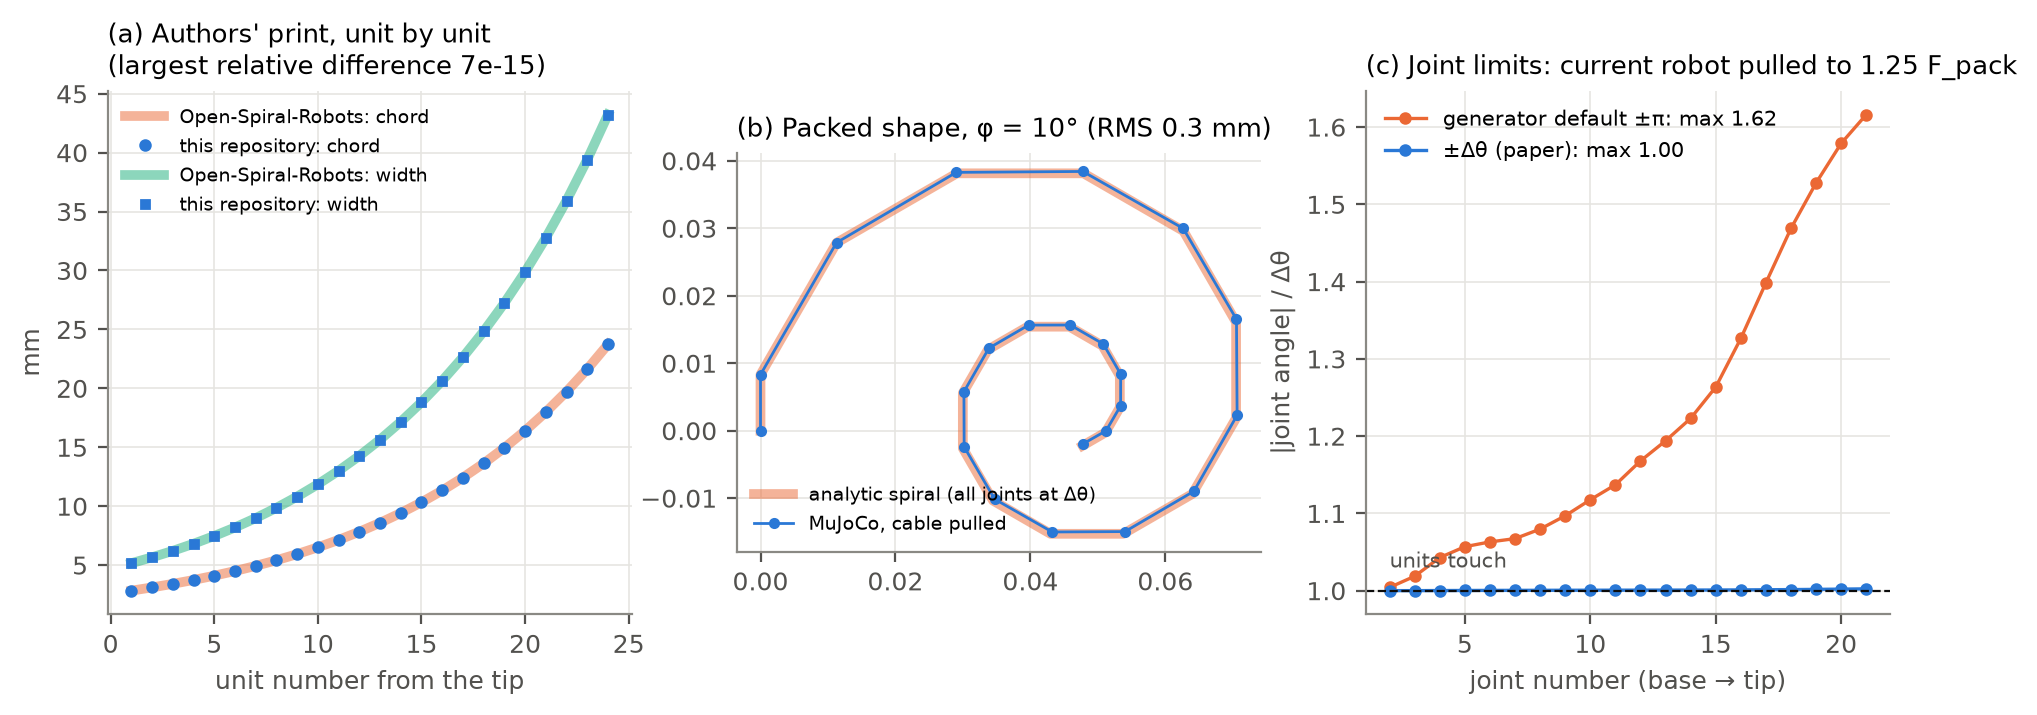 (a) Authors' print, unit by unit
(largest relative difference 7e-15)
45
40
35
30
25
20
15
10
5
mm
Open-Spiral-Robots: chord
this repository: chord
Open-Spiral-Robots: width
this repository: width
0
5
10
15
20
25
unit number from the tip
(b) Packed shape, φ = 10° (RMS 0.3 mm)
0.04
0.03
0.02
0.01
0.00
−0.01
analytic spiral (all joints at Δθ)
MuJoCo, cable pulled
0.00
0.02
0.04
0.06
(c) Joint limits: current robot pulled to 1.25 F_pack
|joint angle| / Δθ
1.6
1.5
1.4
1.3
1.2
1.1
1.0
generator default ±π: max 1.62
±Δθ (paper): max 1.00
units touch
5
10
15
20
joint number (base → tip)